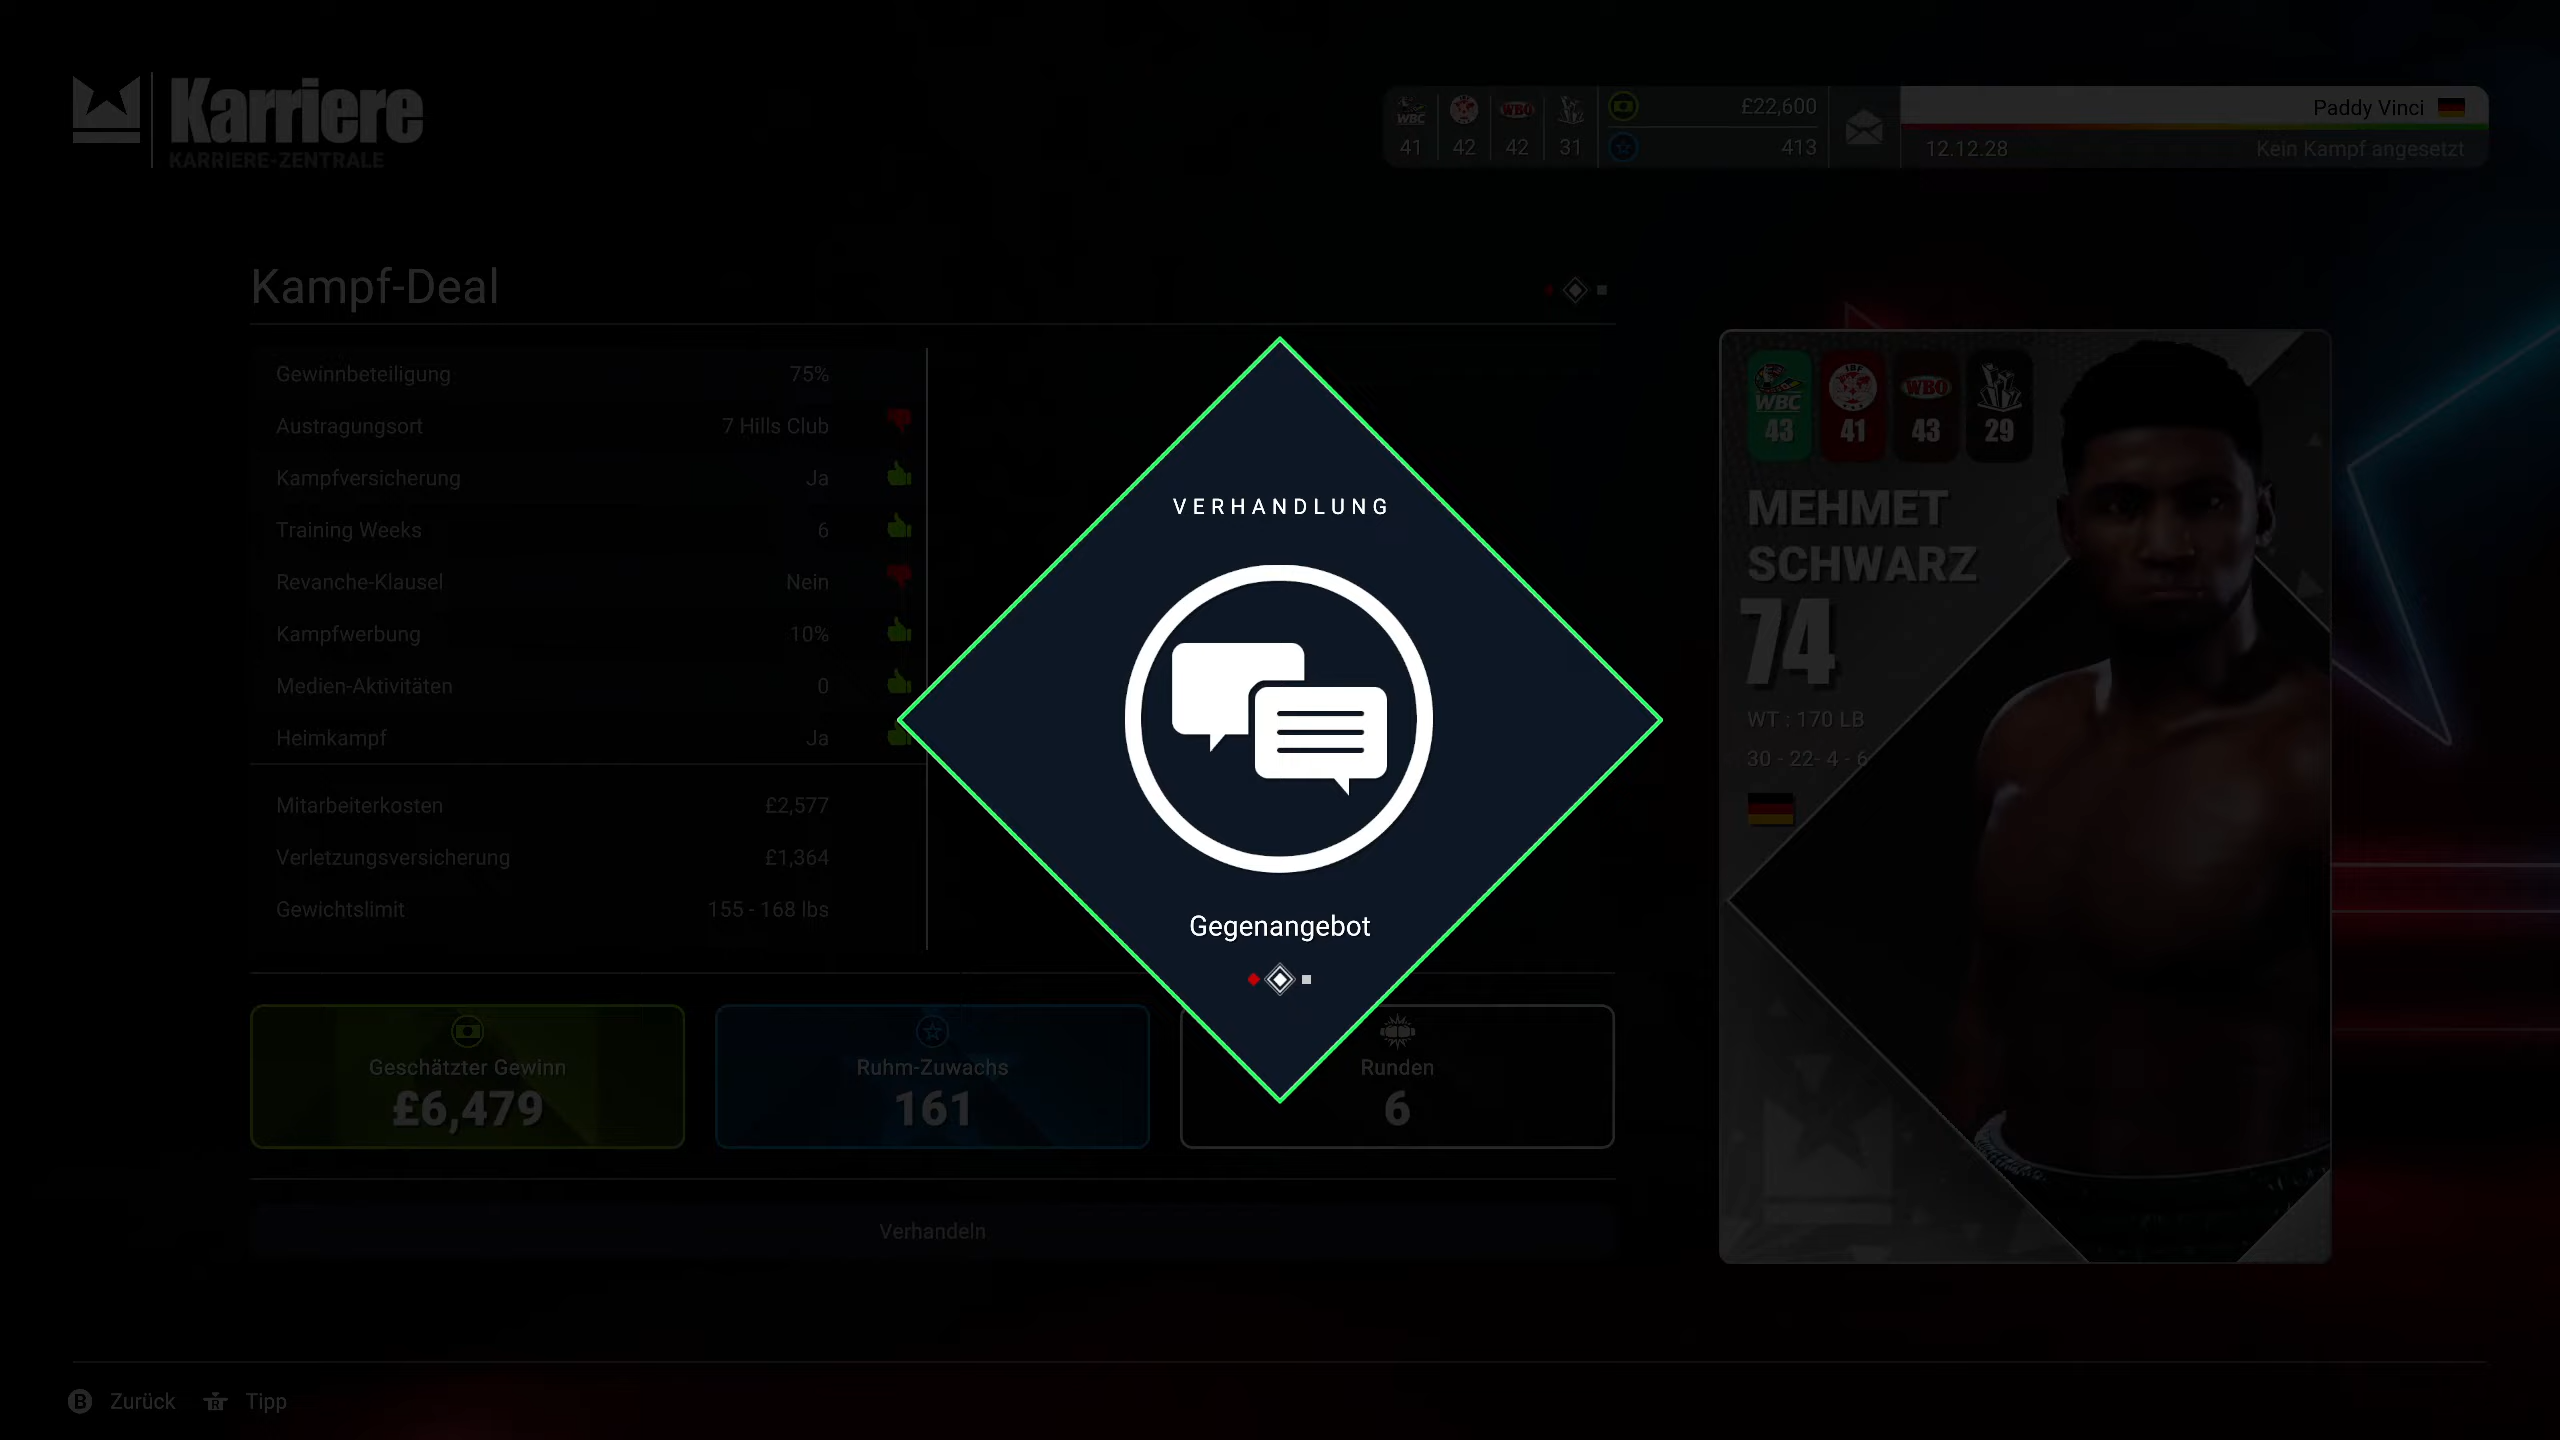 Karriere
KARRIERE-ZENTRALE
WBC
WBO
41
42
42
31
£22,600
413
Paddy Vinci
12.12.28
Kein Kampf angesetzt
Kampf-Deal
Gewinnbeteiligung 75%
Austragungsort 7 Hills Club
Kampfversicherung Ja
Training Weeks 6
Revanche-Klausel Nein
Kampfwerbung 10%
Medien-Aktivitäten 0
Heimkampf Ja
Mitarbeiterkosten £2,577
Verletzungsversicherung £1,364
Gewichtslimit 155 - 168 lbs
VERHANDLUNG
Gegenangebot
Geschätzter Gewinn
£6,479
Ruhm-Zuwachs
161
Runden
6
Verhandeln
WBC
43
IBF
41
WBO
43
29
MEHMET
SCHWARZ
74
WT : 170 LB
30 - 22- 4 - 6
B Zurück
R Tipp